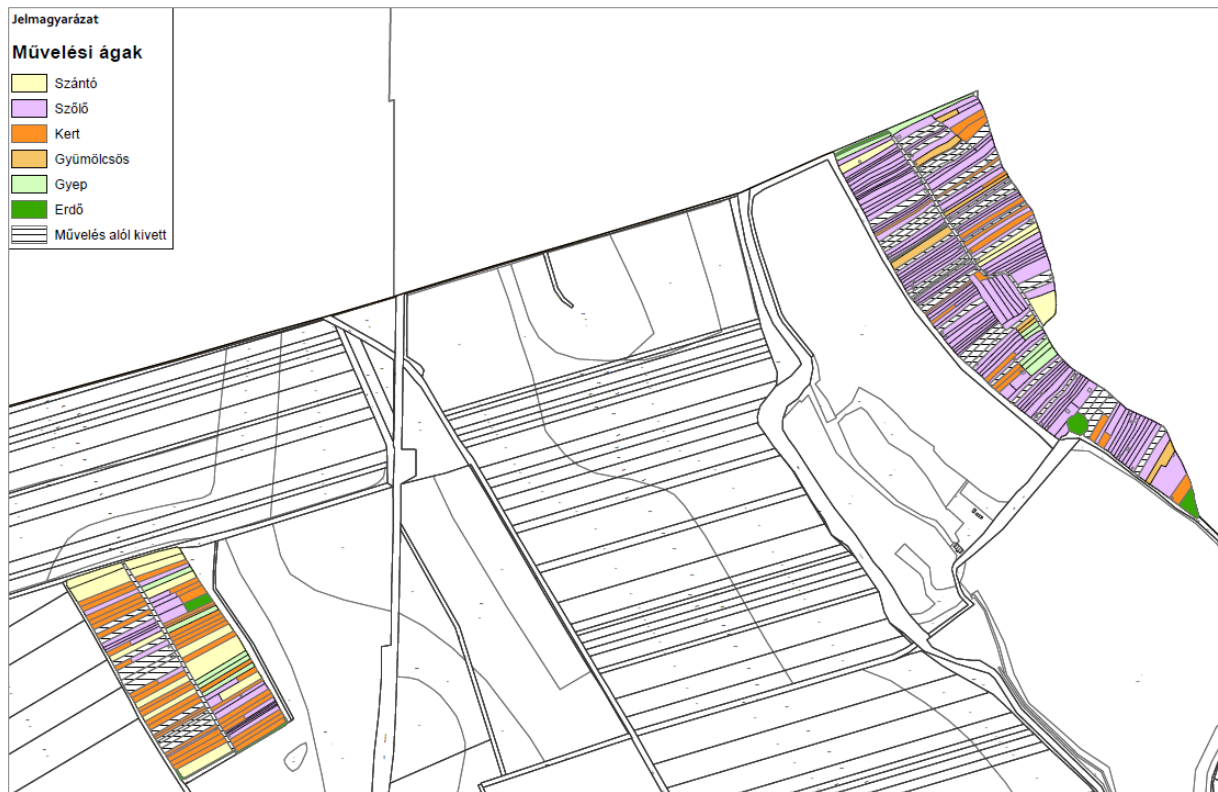 Jelmagyarázat
Művelési ágak
Szántó
Szőlő
Kert
Gyümölcsös
Gyep
Erdő
Művelés alól kivett